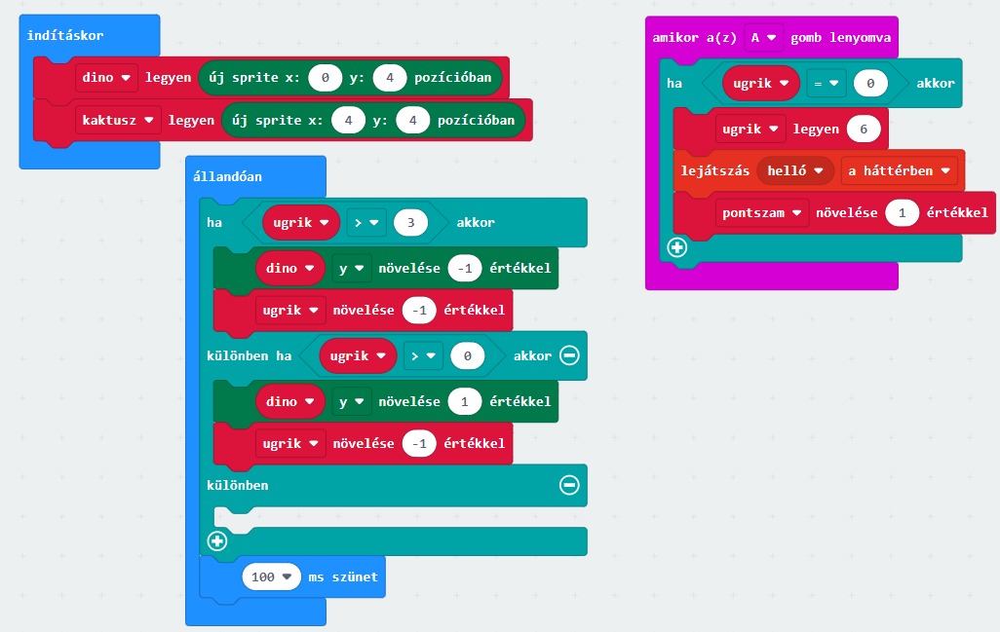 indításkor
dino legyen új sprite x: 0 y: 4 pozícióban
kaktusz legyen új sprite x: 4 y: 4 pozícióban
állandóan
ha ugrik > 3 akkor
dino y növelése -1 értékkel
ugrik növelése -1 értékkel
különben ha ugrik > 0 akkor
dino y növelése 1 értékkel
ugrik növelése -1 értékkel
különben
100 ms szünet
amikor a(z) A gomb lenyomva
ha ugrik = 0 akkor
ugrik legyen 6
lejátszás helló a háttérben
pontszam növelése 1 értékkel